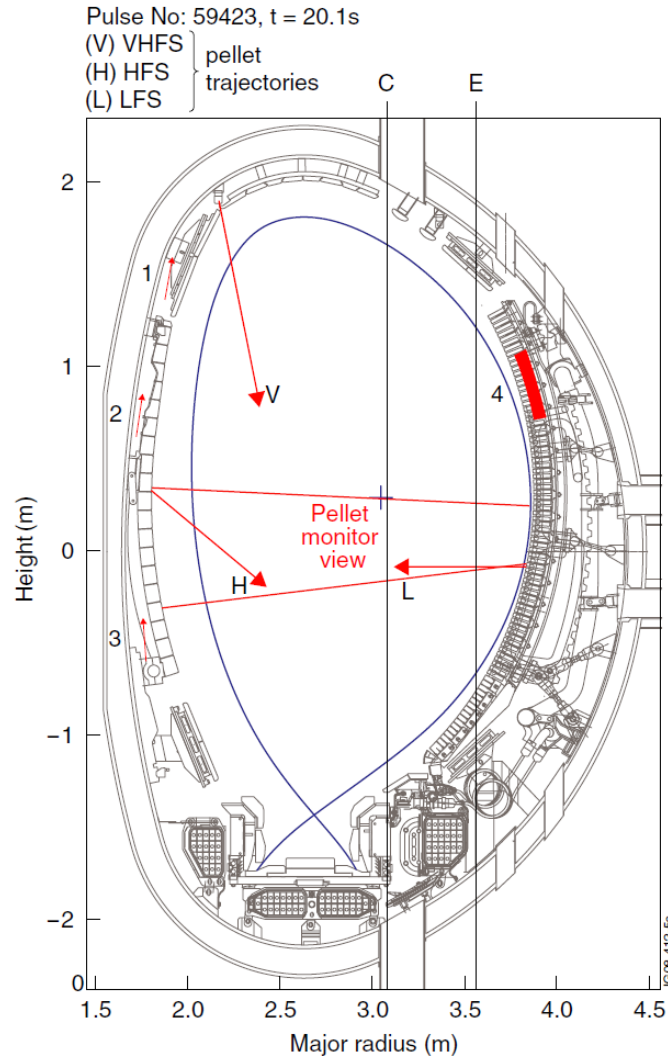 Pulse No: 59423, t = 20.1s
(V) VHFS
(H) HFS
(L) LFS
pellet
trajectories
C
E
2
1
1
V
2
4
Pellet
monitor
view
H
L
0
3
−1
−2
0
1.5
2.0
2.5
3.0
3.5
4.0
4.5
Height (m)
Major radius (m)